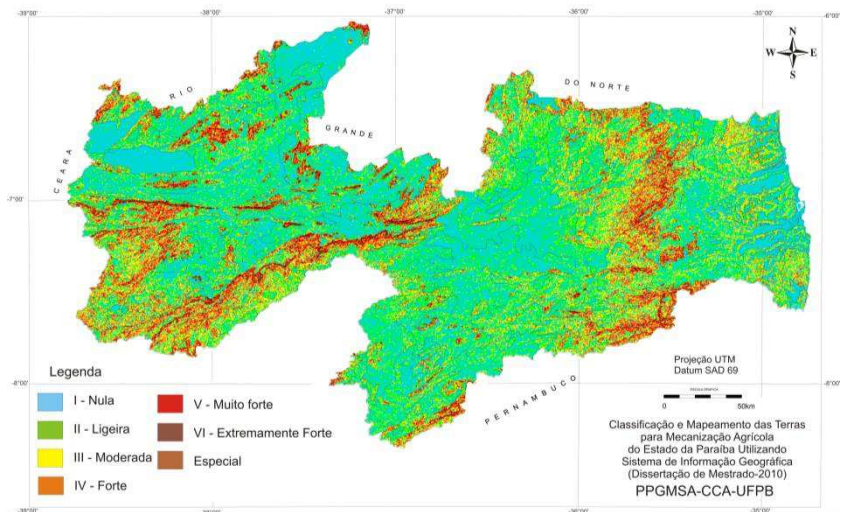 -38°00'
-38°00'
-37°00'
-36°00'
-35°00'
-6°00'
N
W E
S
RIO
GRANDE
DO NORTE
CEARA
-7°00'
-7°00'
PERNAMBUCO
-8°00'
-8°00'
Legenda
I - Nula
II - Ligeira
III - Moderada
IV - Forte
V - Muito forte
VI - Extremamente Forte
Especial
Projeção UTM
Datum SAD 69
0 50km
Classificação e Mapeamento das Terras
para Mecanização Agrícola
do Estado da Paraíba Utilizando
Sistema de Informação Geográfica
(Dissertação de Mestrado-2010)
PPGMSA-CCA-UFPB